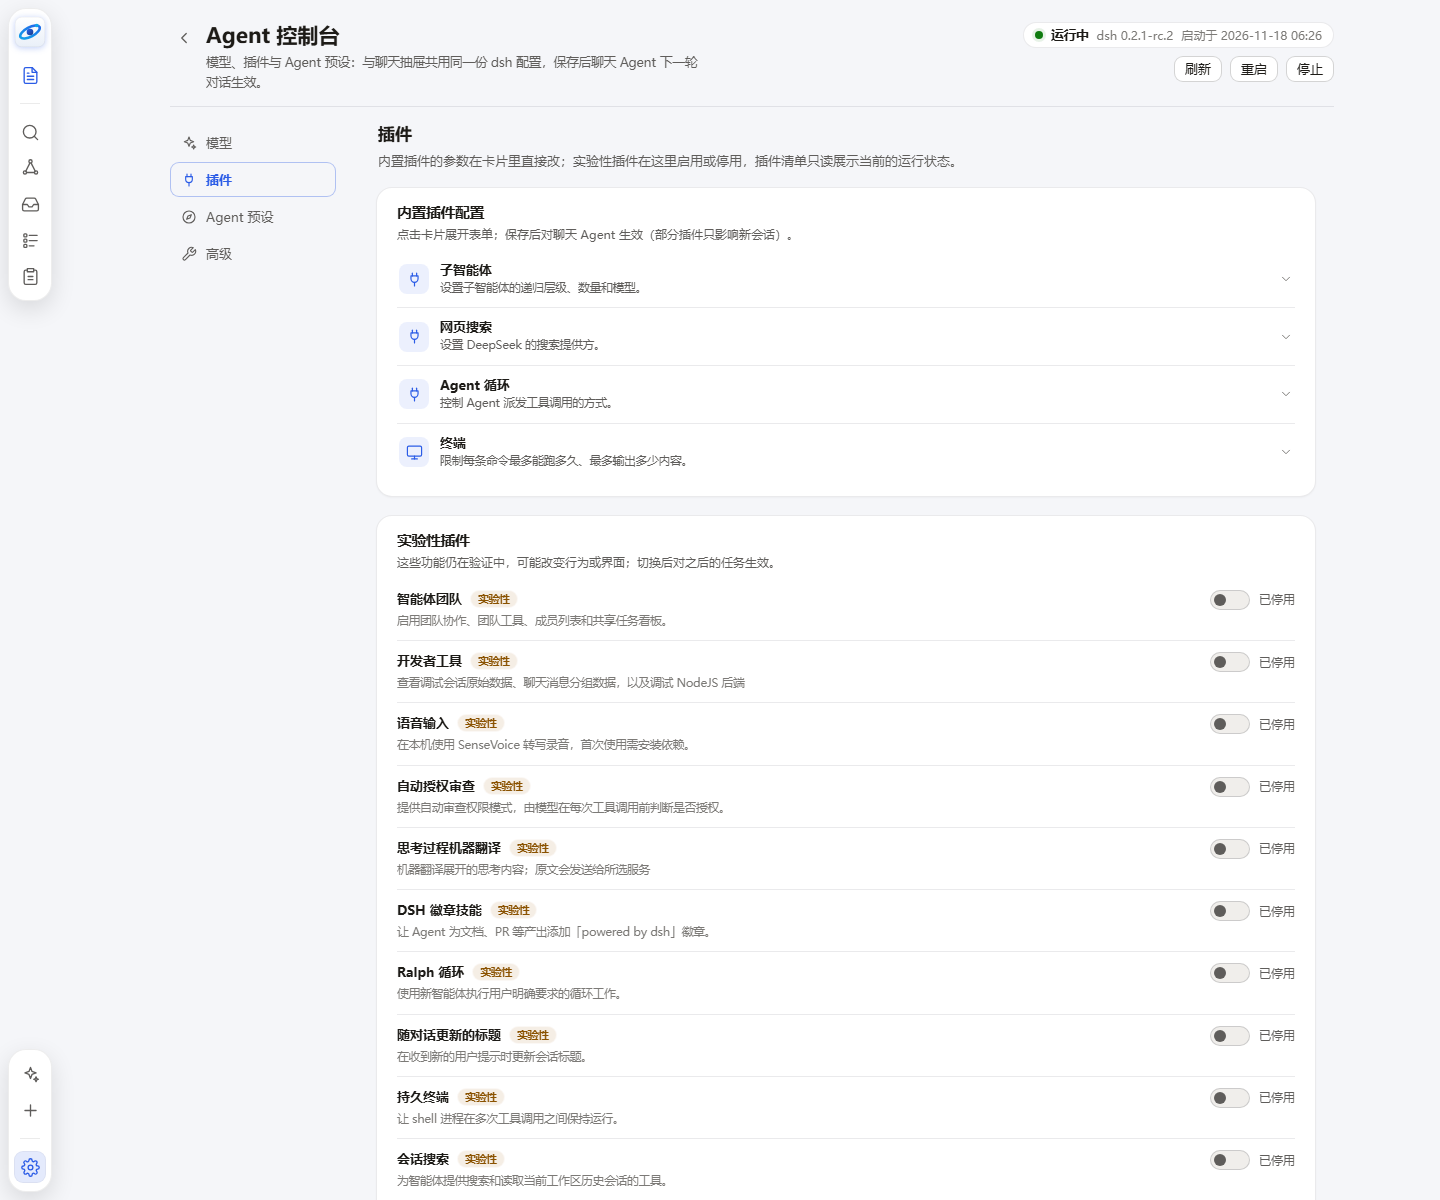 Agent 控制台
模型、插件与 Agent 预设：与聊天抽屉共用同一份 dsh 配置，保存后聊天 Agent 下一轮
对话生效。
运行中 dsh 0.2.1-rc.2 启动于 2026-11-18 06:26
刷新
重启
停止
模型
插件
Agent 预设
高级
插件
内置插件的参数在卡片里直接改；实验性插件在这里启用或停用，插件清单只读展示当前的运行状态。
内置插件配置
点击卡片展开表单；保存后对聊天 Agent 生效（部分插件只影响新会话）。
子智能体
设置子智能体的递归层级、数量和模型。
网页搜索
设置 DeepSeek 的搜索提供方。
Agent 循环
控制 Agent 派发工具调用的方式。
终端
限制每条命令最多能跑多久、最多输出多少内容。
实验性插件
这些功能仍在验证中，可能改变行为或界面；切换后对之后的任务生效。
智能体团队 实验性 已停用
启用团队协作、团队工具、成员列表和共享任务看板。
开发者工具 实验性 已停用
查看调试会话原始数据、聊天消息分组数据，以及调试 NodeJS 后端
语音输入 实验性 已停用
在本机使用 SenseVoice 转写录音，首次使用需安装依赖。
自动授权审查 实验性 已停用
提供自动审查权限模式，由模型在每次工具调用前判断是否授权。
思考过程机器翻译 实验性 已停用
机器翻译展开的思考内容；原文会发送给所选服务
DSH 徽章技能 实验性 已停用
让 Agent 为文档、PR 等产出添加「powered by dsh」徽章。
Ralph 循环 实验性 已停用
使用新智能体执行用户明确要求的循环工作。
随对话更新的标题 实验性 已停用
在收到新的用户提示时更新会话标题。
持久终端 实验性 已停用
让 shell 进程在多次工具调用之间保持运行。
会话搜索 实验性 已停用
为智能体提供搜索和读取当前工作区历史会话的工具。